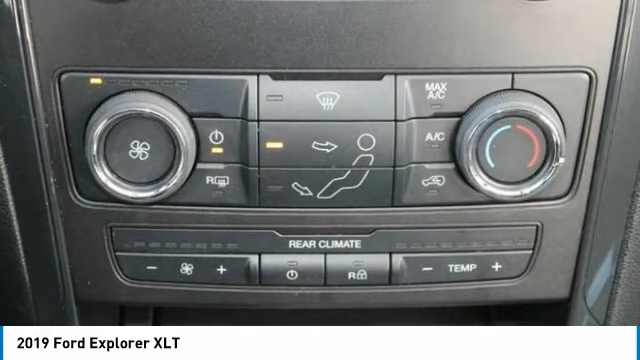 MAX
A/C
A/C
R
REAR CLIMATE
− +
R
− TEMP +
2019 Ford Explorer XLT